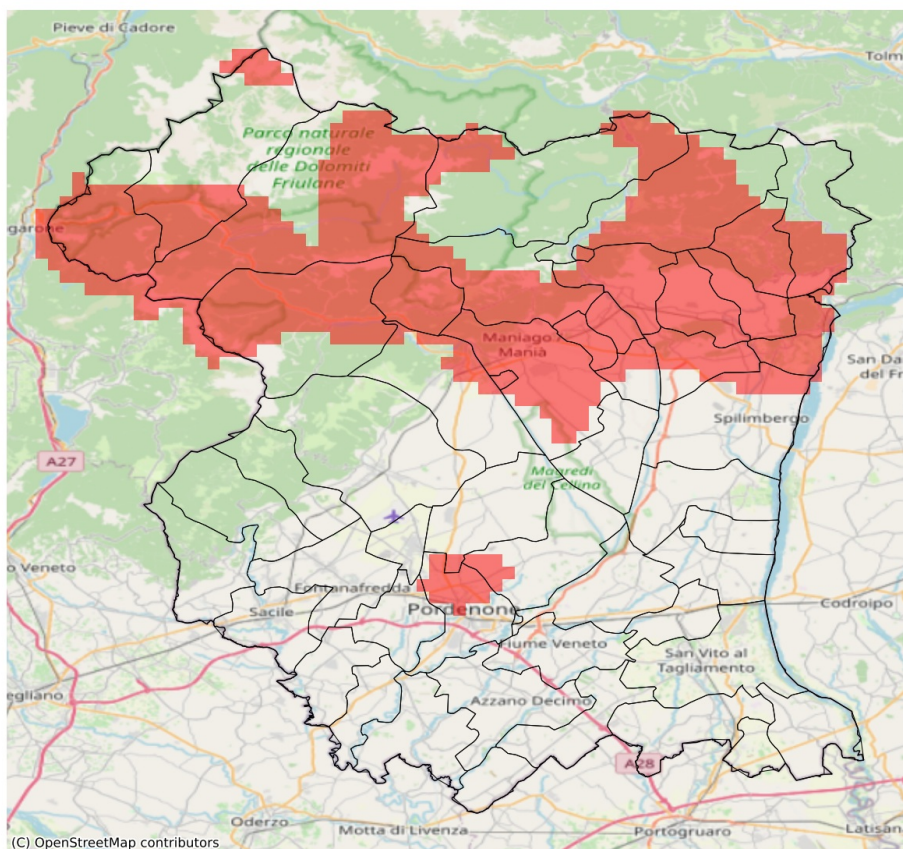 Pieve di Cadore
Tolm
Parco naturale
regionale
delle Dolomiti
Friulane
garone
Maniago /
Manià
San Da
del Fr
Spilimbergo
A27
Magredi
del Cellina
o Veneto
Fontanafredda
Sacile
Pordenone
Codroipo
Fiume Veneto
San Vito al
Tagliamento
egliano
Azzano Decimo
A28
Oderzo
Motta di Livenza
Portogruaro
Latisan
(C) OpenStreetMap contributors